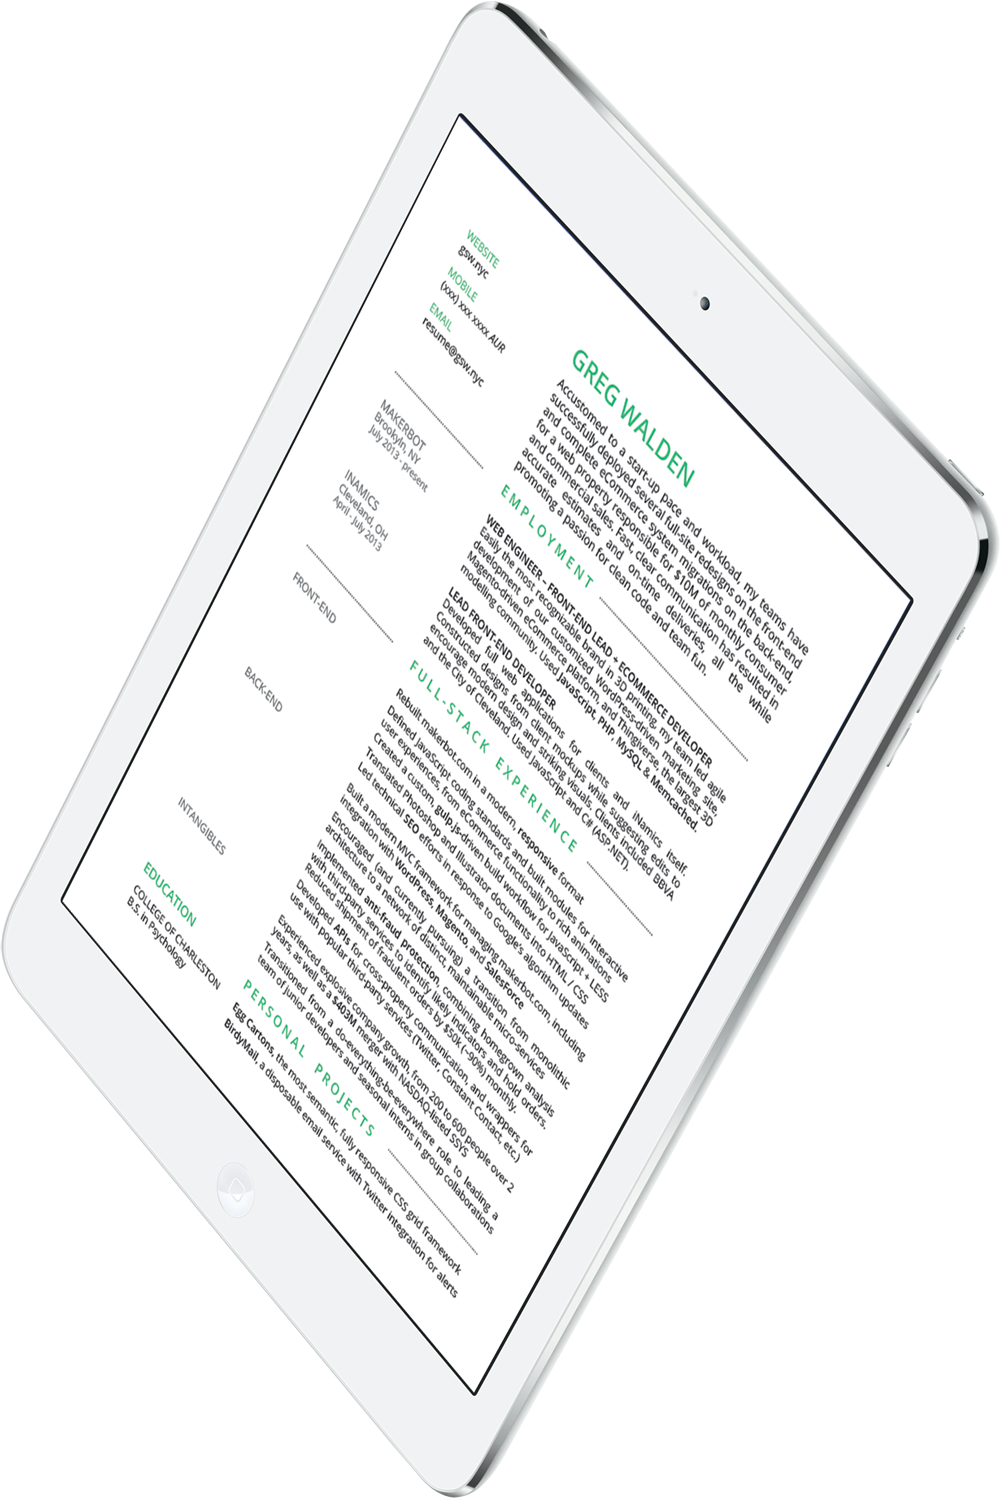 WEBSITE
gsw.nyc
MOBILE
(xxx) xxx xxxx AUR
EMAIL
resume@gsw.nyc
GREG WALDEN
Accustomed to a start-up pace and workload, my teams have
successfully deployed several full-site redesigns on the front-end
and complete eCommerce system migrations on the back-end,
for a web property responsible for $10M of monthly consumer
and commercial sales. Fast clear communication has resulted in
accurate estimates and on-time deliveries, all the while
promoting a passion for clean code and team fun.
EMPLOYMENT
MAKERBOT
Brooklyn, NY
July 2013 - present
WEB ENGINEER – FRONT-END LEAD + ECOMMERCE DEVELOPER
Easily the most recognizable brand in 3D printing, my team led agile
development of our customized WordPress-driven marketing site,
Magento-driven eCommerce platform, and Thingiverse, the largest 3D
modelling community. Used JavaScript, PHP, MySQL & Memcached.
INAMICS
Cleveland, OH
April - July 2013
LEAD FRONT-END DEVELOPER
Developed full web applications for clients and iNamics itself.
Constructed designs from client mockups while suggesting edits to
encourage modern design and striking visuals. Clients included BBVA
and the City of Cleveland. Used JavaScript and C# (ASP.NET).
FULL-STACK EXPERIENCE
FRONT-END
Rebuilt makerbot.com in a modern, responsive format
Defined JavaScript coding standards and built modules for interactive
user experiences, from eCommerce functionality to rich animations
Created a custom, gulp.js-driven build workflow for JavaScript + LESS
Translated Photoshop and Illustrator documents into HTML / CSS
Led technical SEO efforts in response to Google's algorithm updates
BACK-END
Built a modern MVC framework for managing makerbot.com, including
integration with WordPress, Magento, and SalesForce
Encouraged (and currently pursuing) a transition from monolithic
architecture to a network of distinct, maintainable micro-services
Implemented anti-fraud protection, combining homegrown analysis
with third-party services to identify likely indicators and hold orders.
Reduced shipment of fraudulent orders by $50k (~90%) monthly.
Developed APIs for cross-property communication, and wrappers for
use with popular third-party services (Twitter, Constant Contact, etc.)
INTANGIBLES
Experienced explosive company growth, from 200 to 600 people over 2
years, as well as a $403M merger with NASDAQ-listed SSYS
Transitioned from a do-everything-be-everywhere role to leading a
team of junior developers and seasonal interns in group collaborations
EDUCATION
COLLEGE OF CHARLESTON
B.S. in Psychology
PERSONAL PROJECTS
Egg Cartons, the most semantic, fully responsive CSS grid framework
BirdyMail, a disposable email service with Twitter integration for alerts